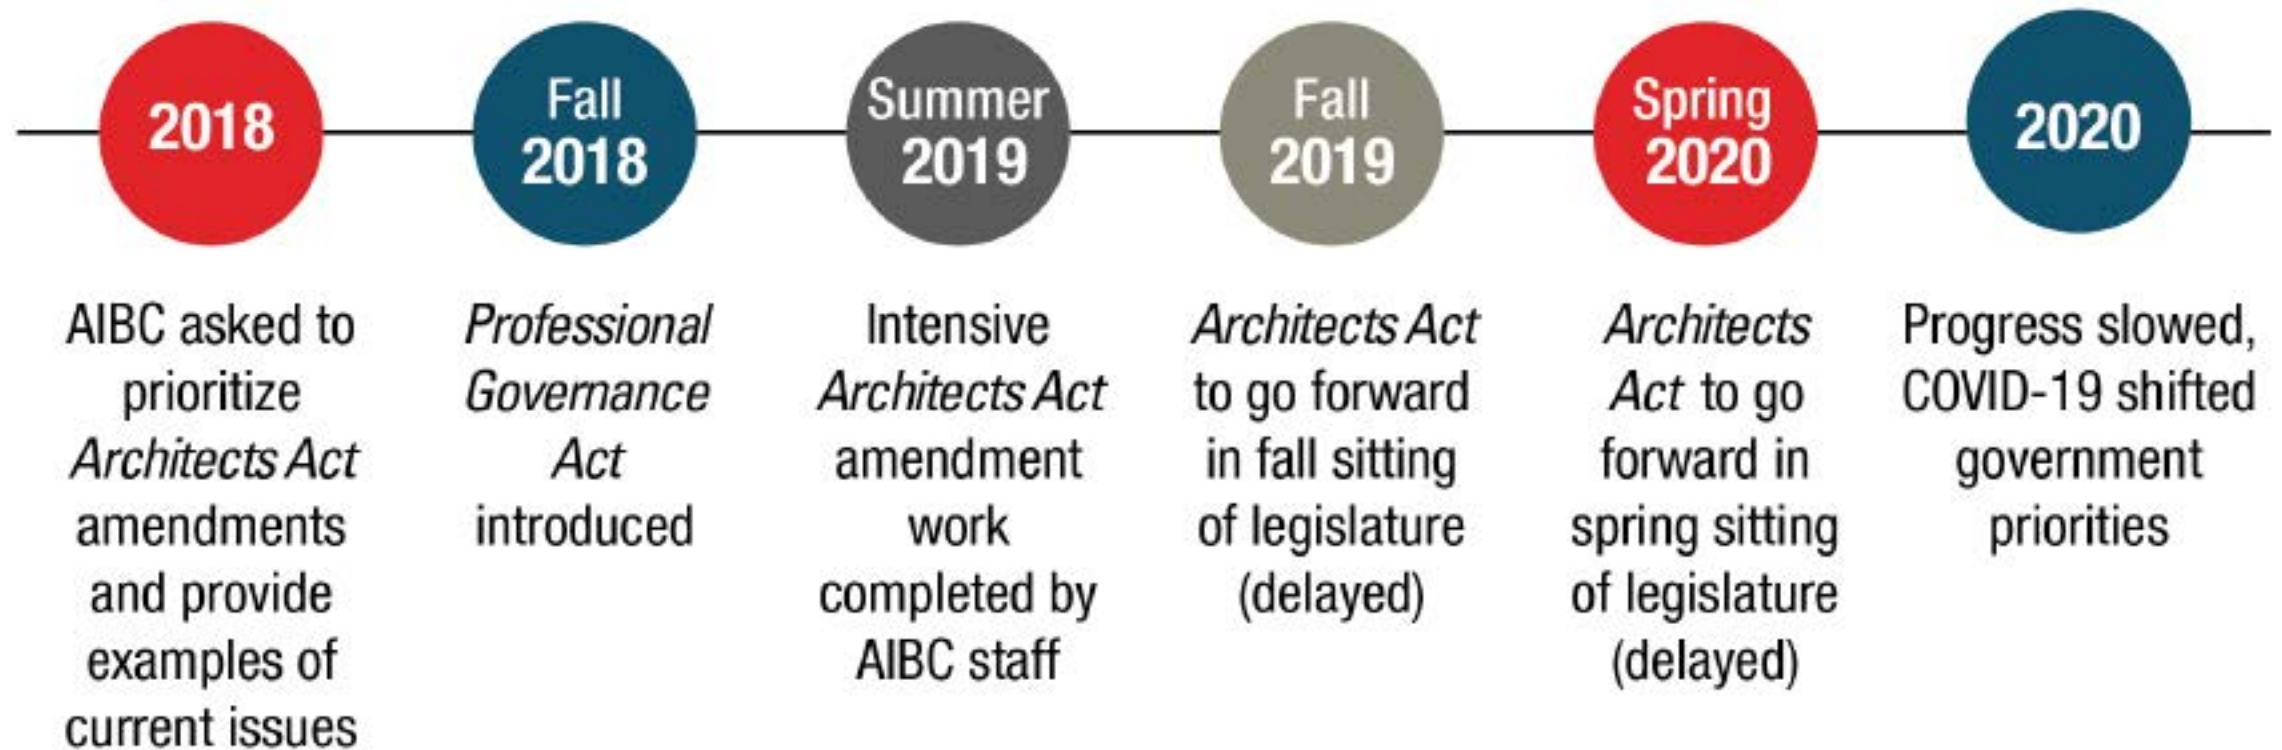 2018
AIBC asked to
prioritize
Architects Act
amendments
and provide
examples of
current issues
Fall
2018
Professional
Governance
Act
introduced
Summer
2019
Intensive
Architects Act
amendment
work
completed by
AIBC staff
Fall
2019
Architects Act
to go forward
in fall sitting
of legislature
(delayed)
Spring
2020
Architects
Act to go
forward in
spring sitting
of legislature
(delayed)
2020
Progress slowed,
COVID-19 shifted
government
priorities